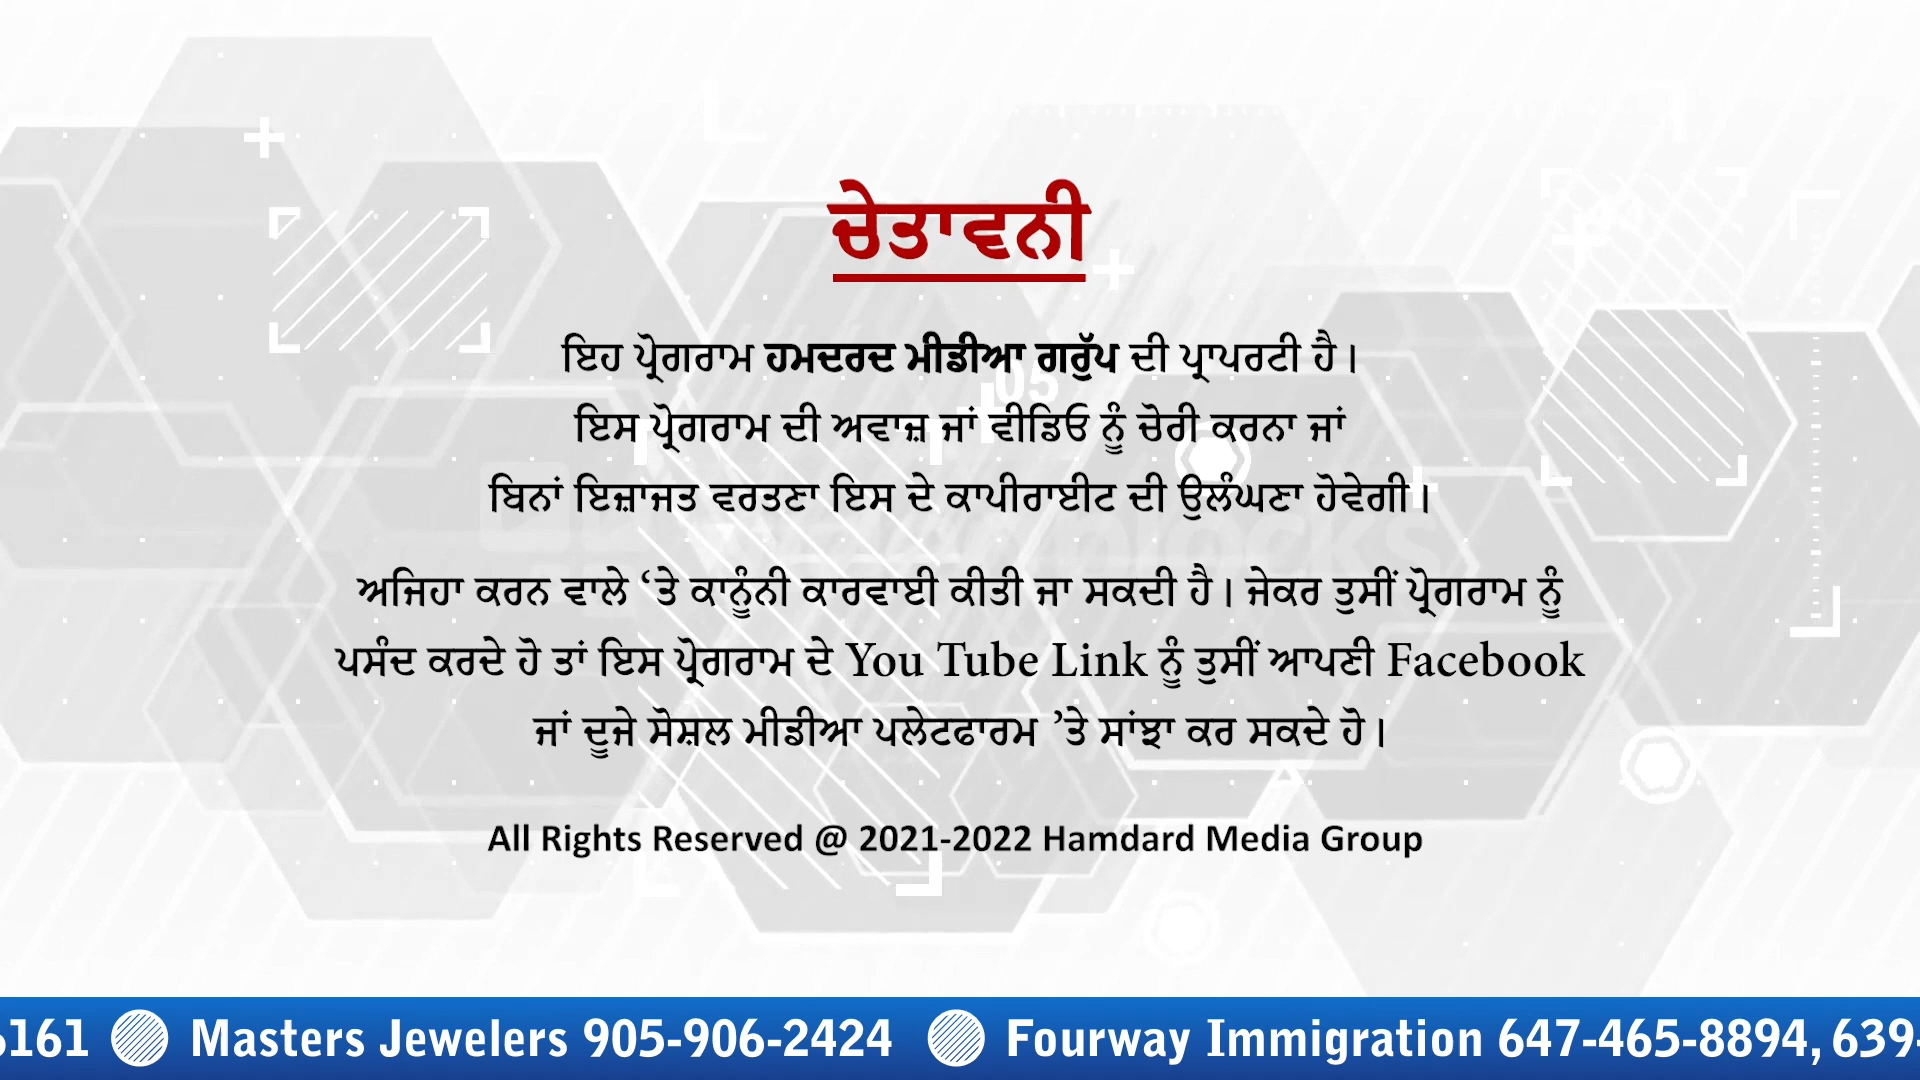 ਚੇਤਾਵਨੀ
ਇਹ ਪ੍ਰੋਗਰਾਮ ਹਮਦਰਦ ਮੀਡੀਆ ਗਰੁੱਪ ਦੀ ਪ੍ਰਾਪਰਟੀ ਹੈ।
ਇਸ ਪ੍ਰੋਗਰਾਮ ਦੀ ਅਵਾਜ਼ ਜਾਂ ਵੀਡਿਓ ਨੂੰ ਚੋਰੀ ਕਰਨਾ ਜਾਂ
ਬਿਨਾਂ ਇਜ਼ਾਜਤ ਵਰਤਣਾ ਇਸ ਦੇ ਕਾਪੀਰਾਈਟ ਦੀ ਉਲੰਘਣਾ ਹੋਵੇਗੀ।
ਅਜਿਹਾ ਕਰਨ ਵਾਲੇ ‘ਤੇ ਕਾਨੂੰਨੀ ਕਾਰਵਾਈ ਕੀਤੀ ਜਾ ਸਕਦੀ ਹੈ। ਜੇਕਰ ਤੁਸੀਂ ਪ੍ਰੋਗਰਾਮ ਨੂੰ
ਪਸੰਦ ਕਰਦੇ ਹੋ ਤਾਂ ਇਸ ਪ੍ਰੋਗਰਾਮ ਦੇ You Tube Link ਨੂੰ ਤੁਸੀਂ ਆਪਣੀ Facebook
ਜਾਂ ਦੂਜੇ ਸੋਸ਼ਲ ਮੀਡੀਆ ਪਲੇਟਫਾਰਮ ’ਤੇ ਸਾਂਝਾ ਕਰ ਸਕਦੇ ਹੋ।
All Rights Reserved @ 2021-2022 Hamdard Media Group
161 Masters Jewelers 905-906-2424 Fourway Immigration 647-465-8894, 639-